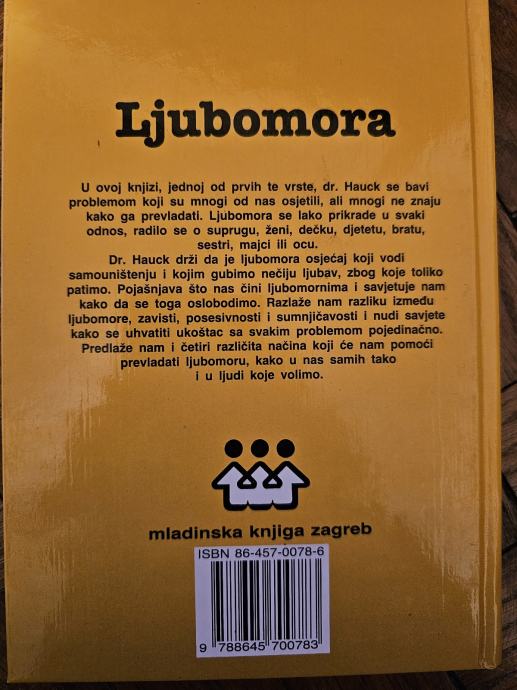 Ljubomora
U ovoj knjizi, jednoj od prvih te vrste, dr. Hauck se bavi
problemom koji su mnogi od nas osjetili, ali mnogi ne znaju
kako ga prevladati. Ljubomora se lako prikrade u svaki
odnos, radilo se o suprugu, ženi, dečku, djetetu, bratu,
sestri, majci ili ocu.
Dr. Hauck drži da je ljubomora osjećaj koji vodi
samouništenju i kojim gubimo nečiju ljubav, zbog koje toliko
patimo. Pojašnjava što nas čini ljubomornima i savjetuje nam
kako da se toga oslobodimo. Razlaže nam razliku između
ljubomore, zavisti, posesivnosti i sumnjičavosti i nudi savjete
kako se uhvatiti ukoštac sa svakim problemom pojedinačno.
Predlaže nam i četiri različita načina koji će nam pomoći
prevladati ljubomoru, kako u nas samih tako
i u ljudi koje volimo.
mladinska knjiga zagreb
ISBN 86-457-0078-6
9 788645 700783